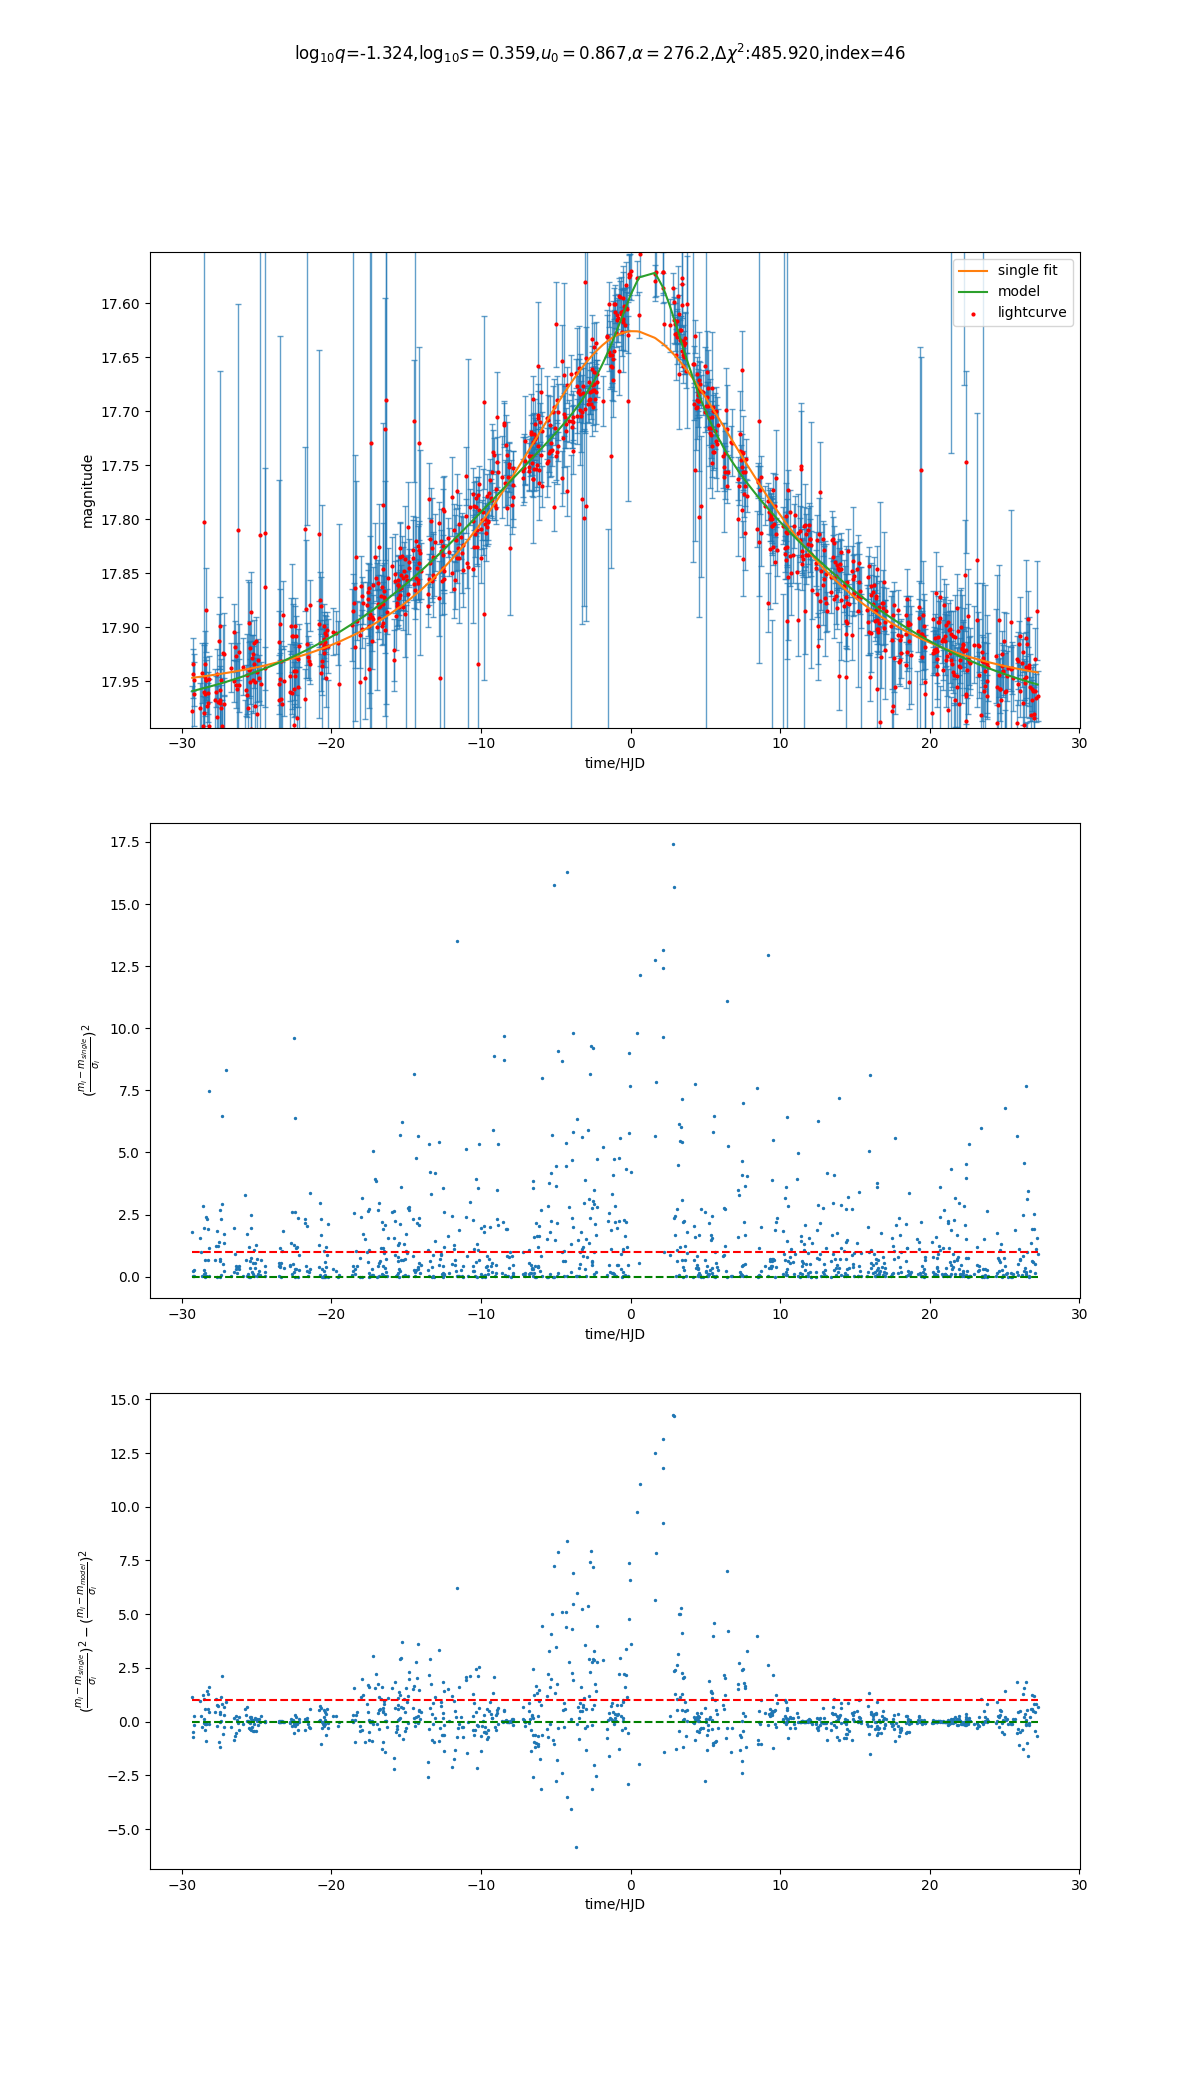 log₁₀q=-1.324,log₁₀s = 0.359,u₀ = 0.867,α = 276.2,Δχ²:485.920,index=46
single fit
model
lightcurve
17.60
17.65
17.70
17.75
17.80
17.85
17.90
17.95
magnitude
−30 −20 −10 0 10 20 30
time/HJD
17.5
15.0
12.5
10.0
7.5
5.0
2.5
0.0
((mᵢ − m_single)/σᵢ)²
−30 −20 −10 0 10 20 30
time/HJD
15.0
12.5
10.0
7.5
5.0
2.5
0.0
−2.5
−5.0
((mᵢ − m_single)/σᵢ)² − ((mᵢ − m_model)/σᵢ)²
−30 −20 −10 0 10 20 30
time/HJD